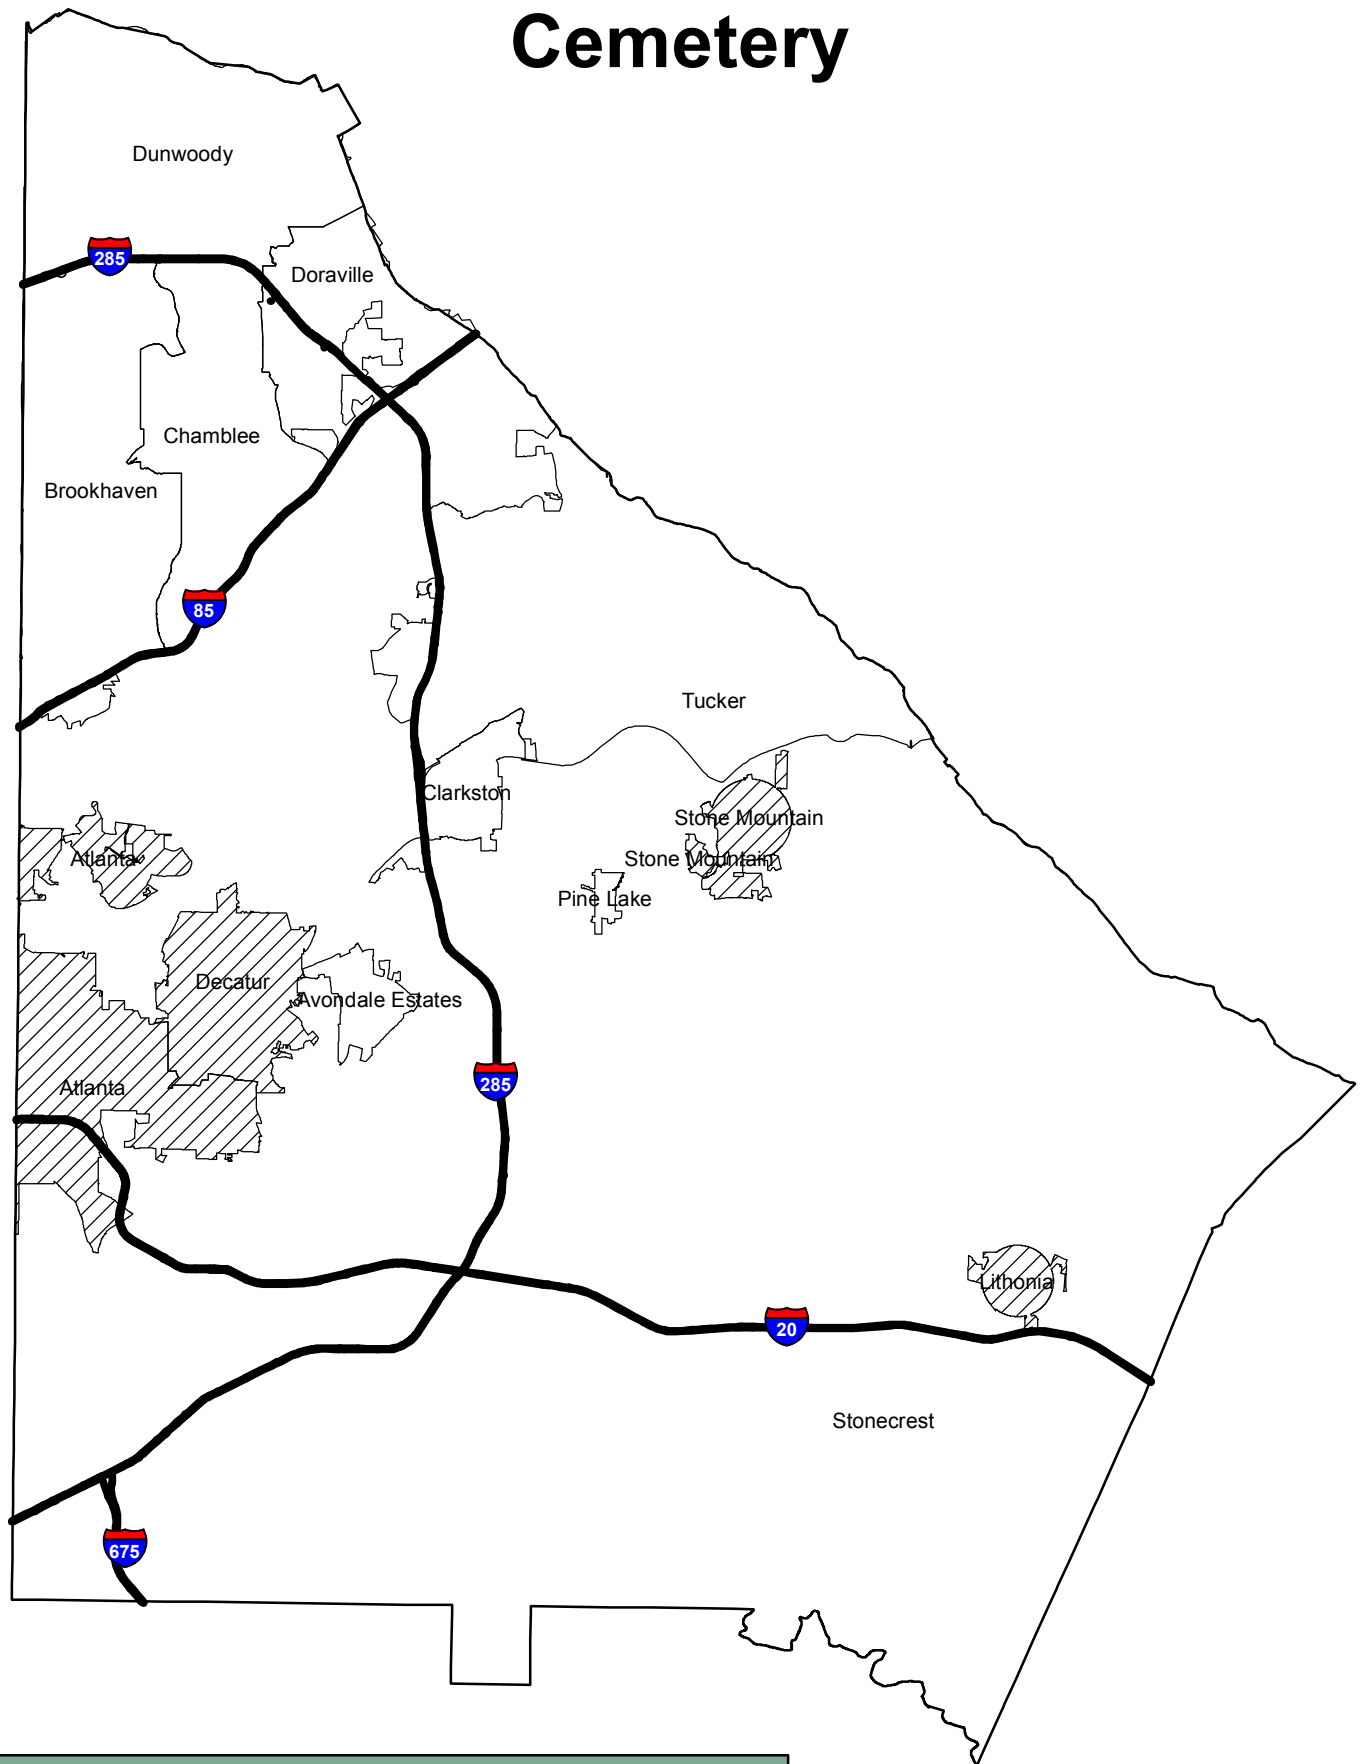 Cemetery
Dunwoody
285
Doraville
Chamblee
Brookhaven
85
Tucker
Clarkston
Stone Mountain
Atlanta
Stone Mountain
Pine Lake
Decatur
Avondale Estates
Atlanta
285
Lithonia
20
Stonecrest
675